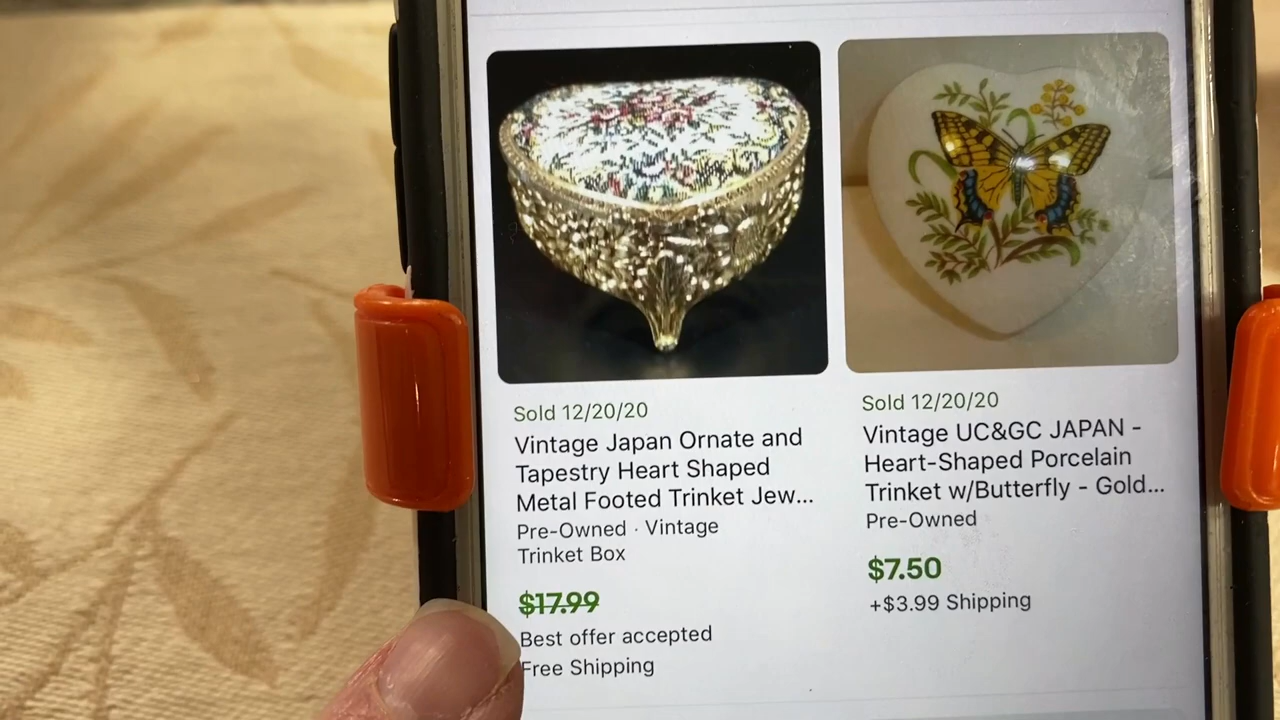 Sold 12/20/20
Vintage Japan Ornate and
Tapestry Heart Shaped
Metal Footed Trinket Jew...
Pre-Owned · Vintage
Trinket Box
$17.99
Best offer accepted
Free Shipping
Sold 12/20/20
Vintage UC&GC JAPAN -
Heart-Shaped Porcelain
Trinket w/Butterfly - Gold...
Pre-Owned
$7.50
+$3.99 Shipping